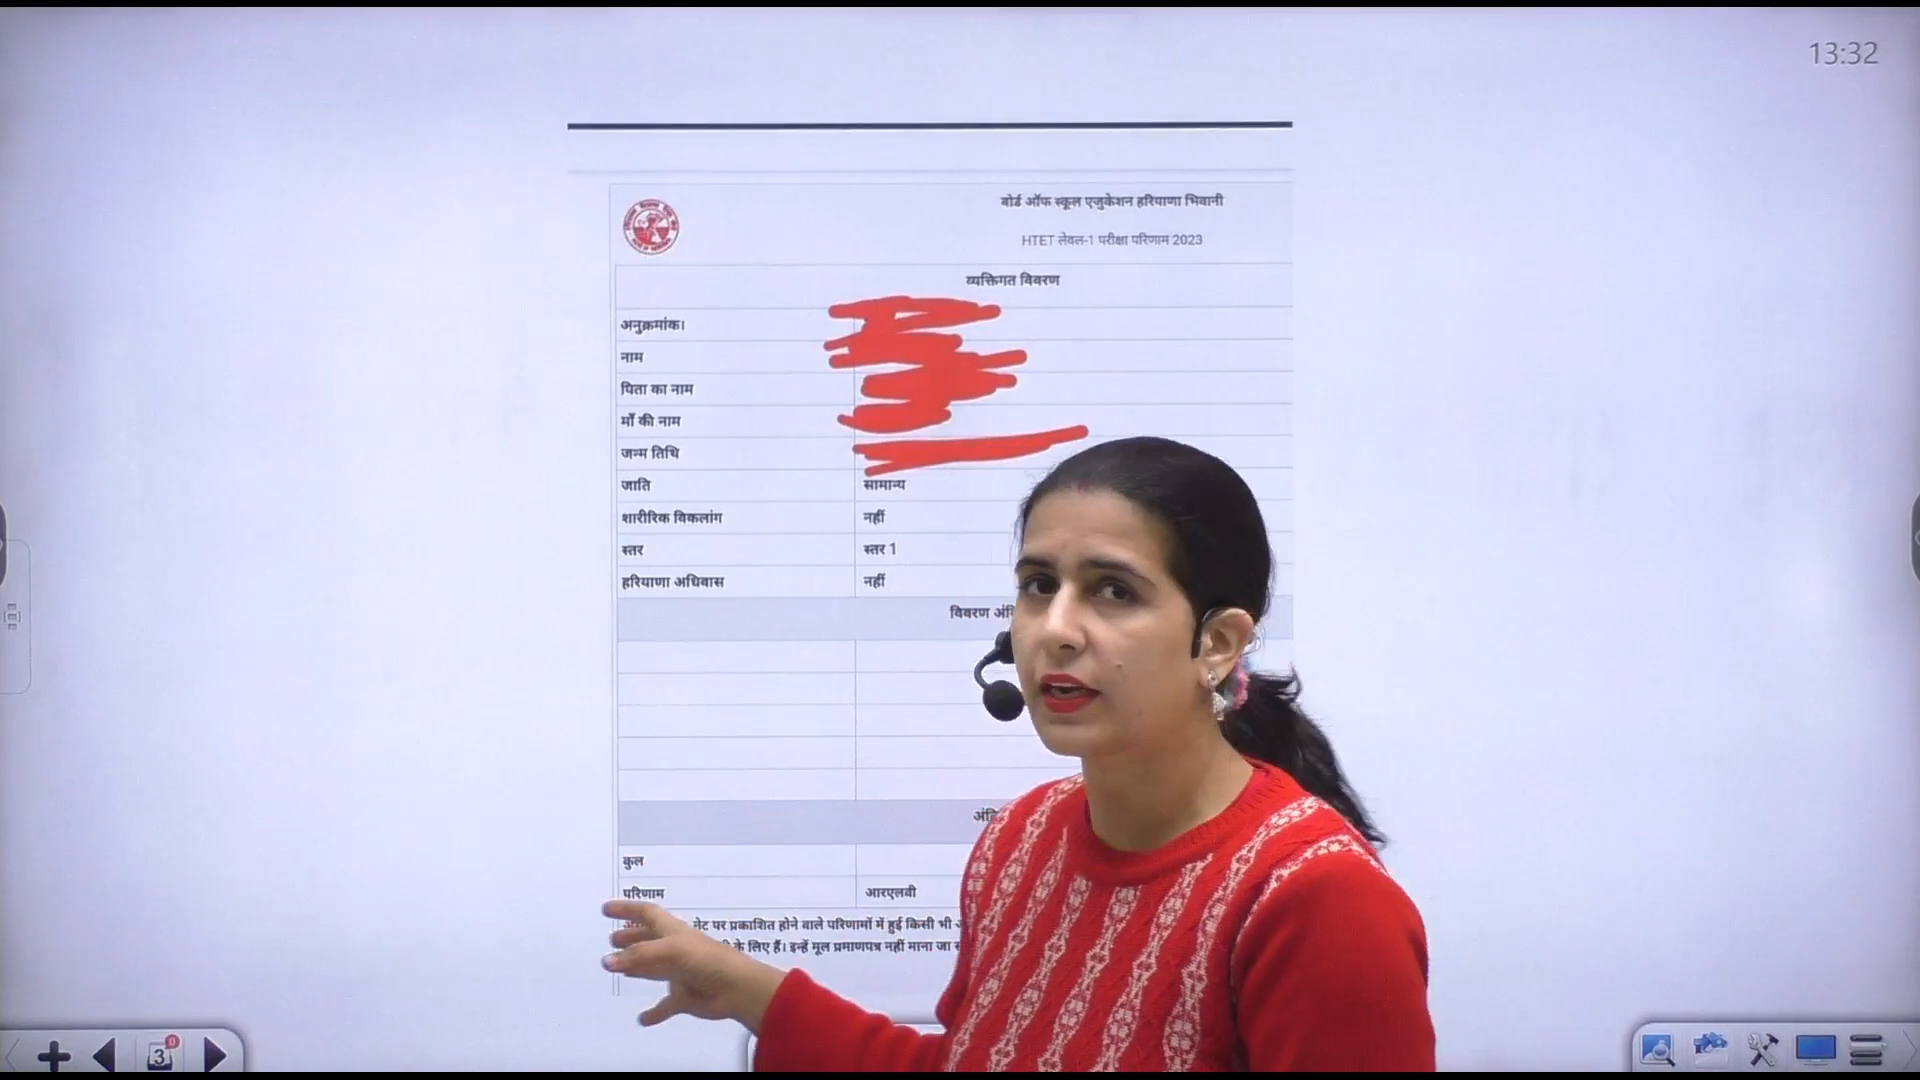 13:32
बोर्ड ऑफ स्कूल एजुकेशन हरियाणा भिवानी
HTET लेवल-1 परीक्षा परिणाम 2023
व्यक्तिगत विवरण
अनुक्रमांक।
नाम
पिता का नाम
माँ की नाम
जन्म तिथि
जाति सामान्य
शारीरिक विकलांग नहीं
स्तर स्तर 1
हरियाणा अधिवास नहीं
विवरण
कुल
परिणाम आरएलवी
नेट पर प्रकाशित होने वाले परिणामों में हुई किसी भी
के लिए हैं। इन्हें मूल प्रमाणपत्र नहीं माना जा
3
0